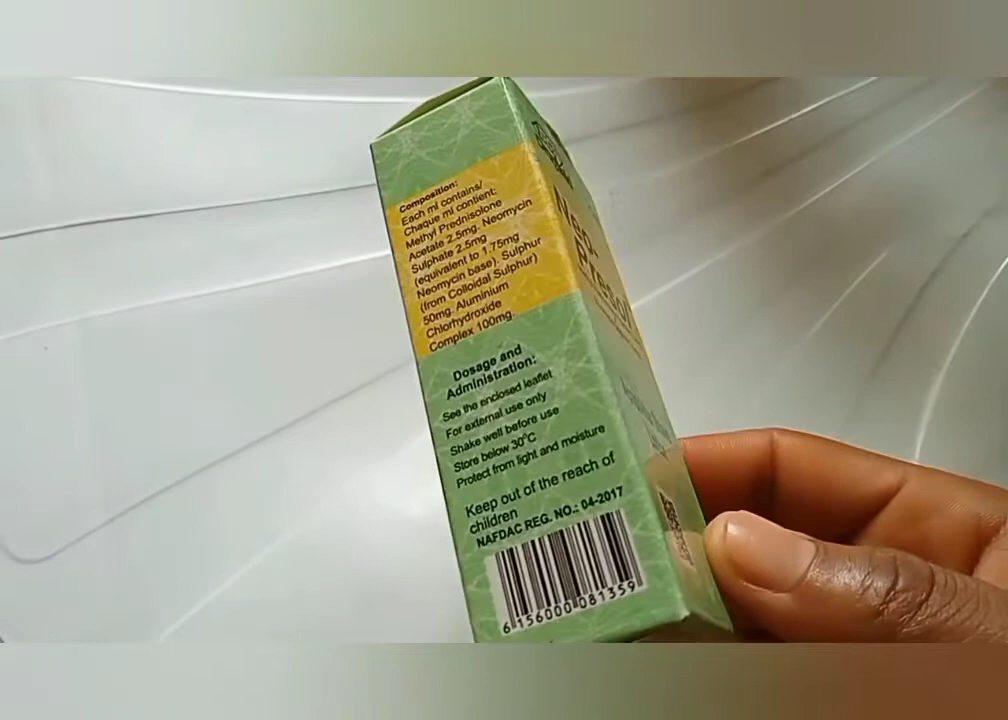 Composition:
Each ml contains/
Chaque ml contient:
Methyl Prednisolone
Acetate 2.5mg. Neomycin
Sulphate 2.5mg
(equivalent to 1.75mg
Neomycin base). Sulphur
(from Colloidal Sulphur)
50mg. Aluminium
Chlorhydroxide
Complex 100mg.
Dosage and
Administration:
See the enclosed leaflet
For external use only
Shake well before use
Store below 30°C
Protect from light and moisture
Keep out of the reach of
children
NAFDAC REG. NO.: 04-2017
6 156000 081359
Presol